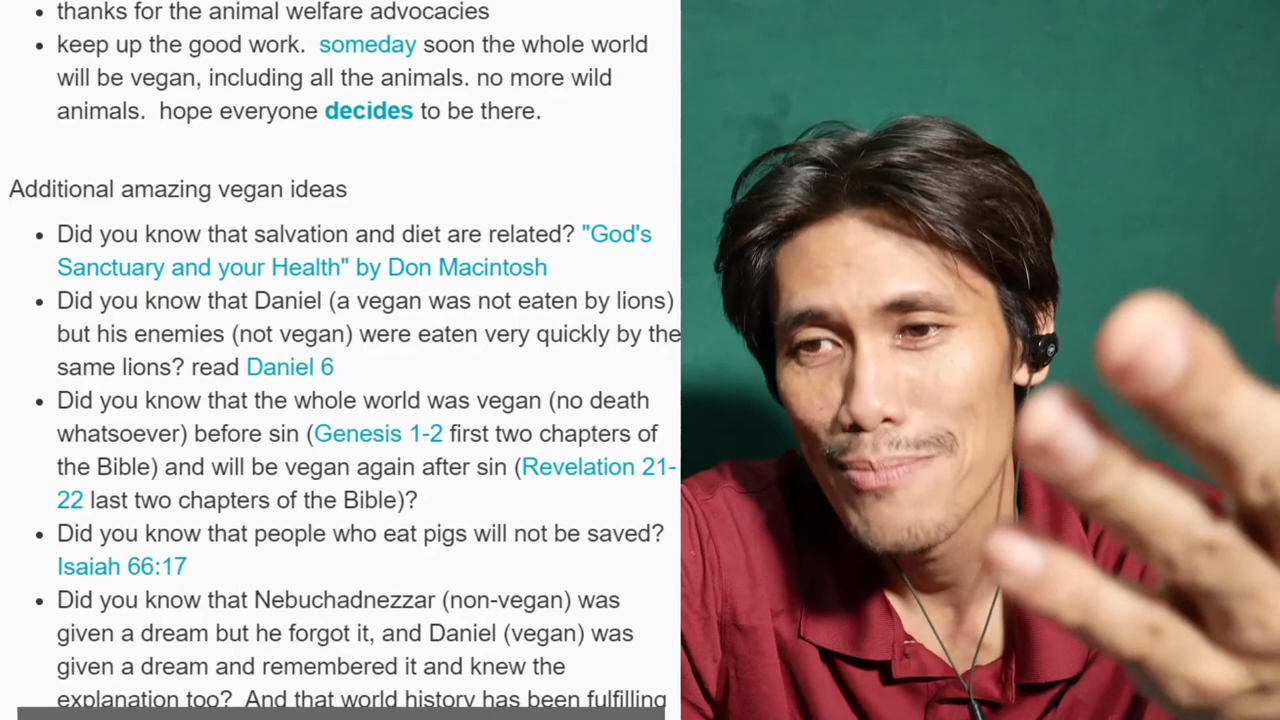 thanks for the animal welfare advocacies
keep up the good work. someday soon the whole world
will be vegan, including all the animals. no more wild
animals. hope everyone decides to be there.
Additional amazing vegan ideas
Did you know that salvation and diet are related? "God's
Sanctuary and your Health" by Don Macintosh
Did you know that Daniel (a vegan was not eaten by lions)
but his enemies (not vegan) were eaten very quickly by the
same lions? read Daniel 6
Did you know that the whole world was vegan (no death
whatsoever) before sin (Genesis 1-2 first two chapters of
the Bible) and will be vegan again after sin (Revelation 21-
22 last two chapters of the Bible)?
Did you know that people who eat pigs will not be saved?
Isaiah 66:17
Did you know that Nebuchadnezzar (non-vegan) was
given a dream but he forgot it, and Daniel (vegan) was
given a dream and remembered it and knew the
explanation too? And that world history has been fulfilling